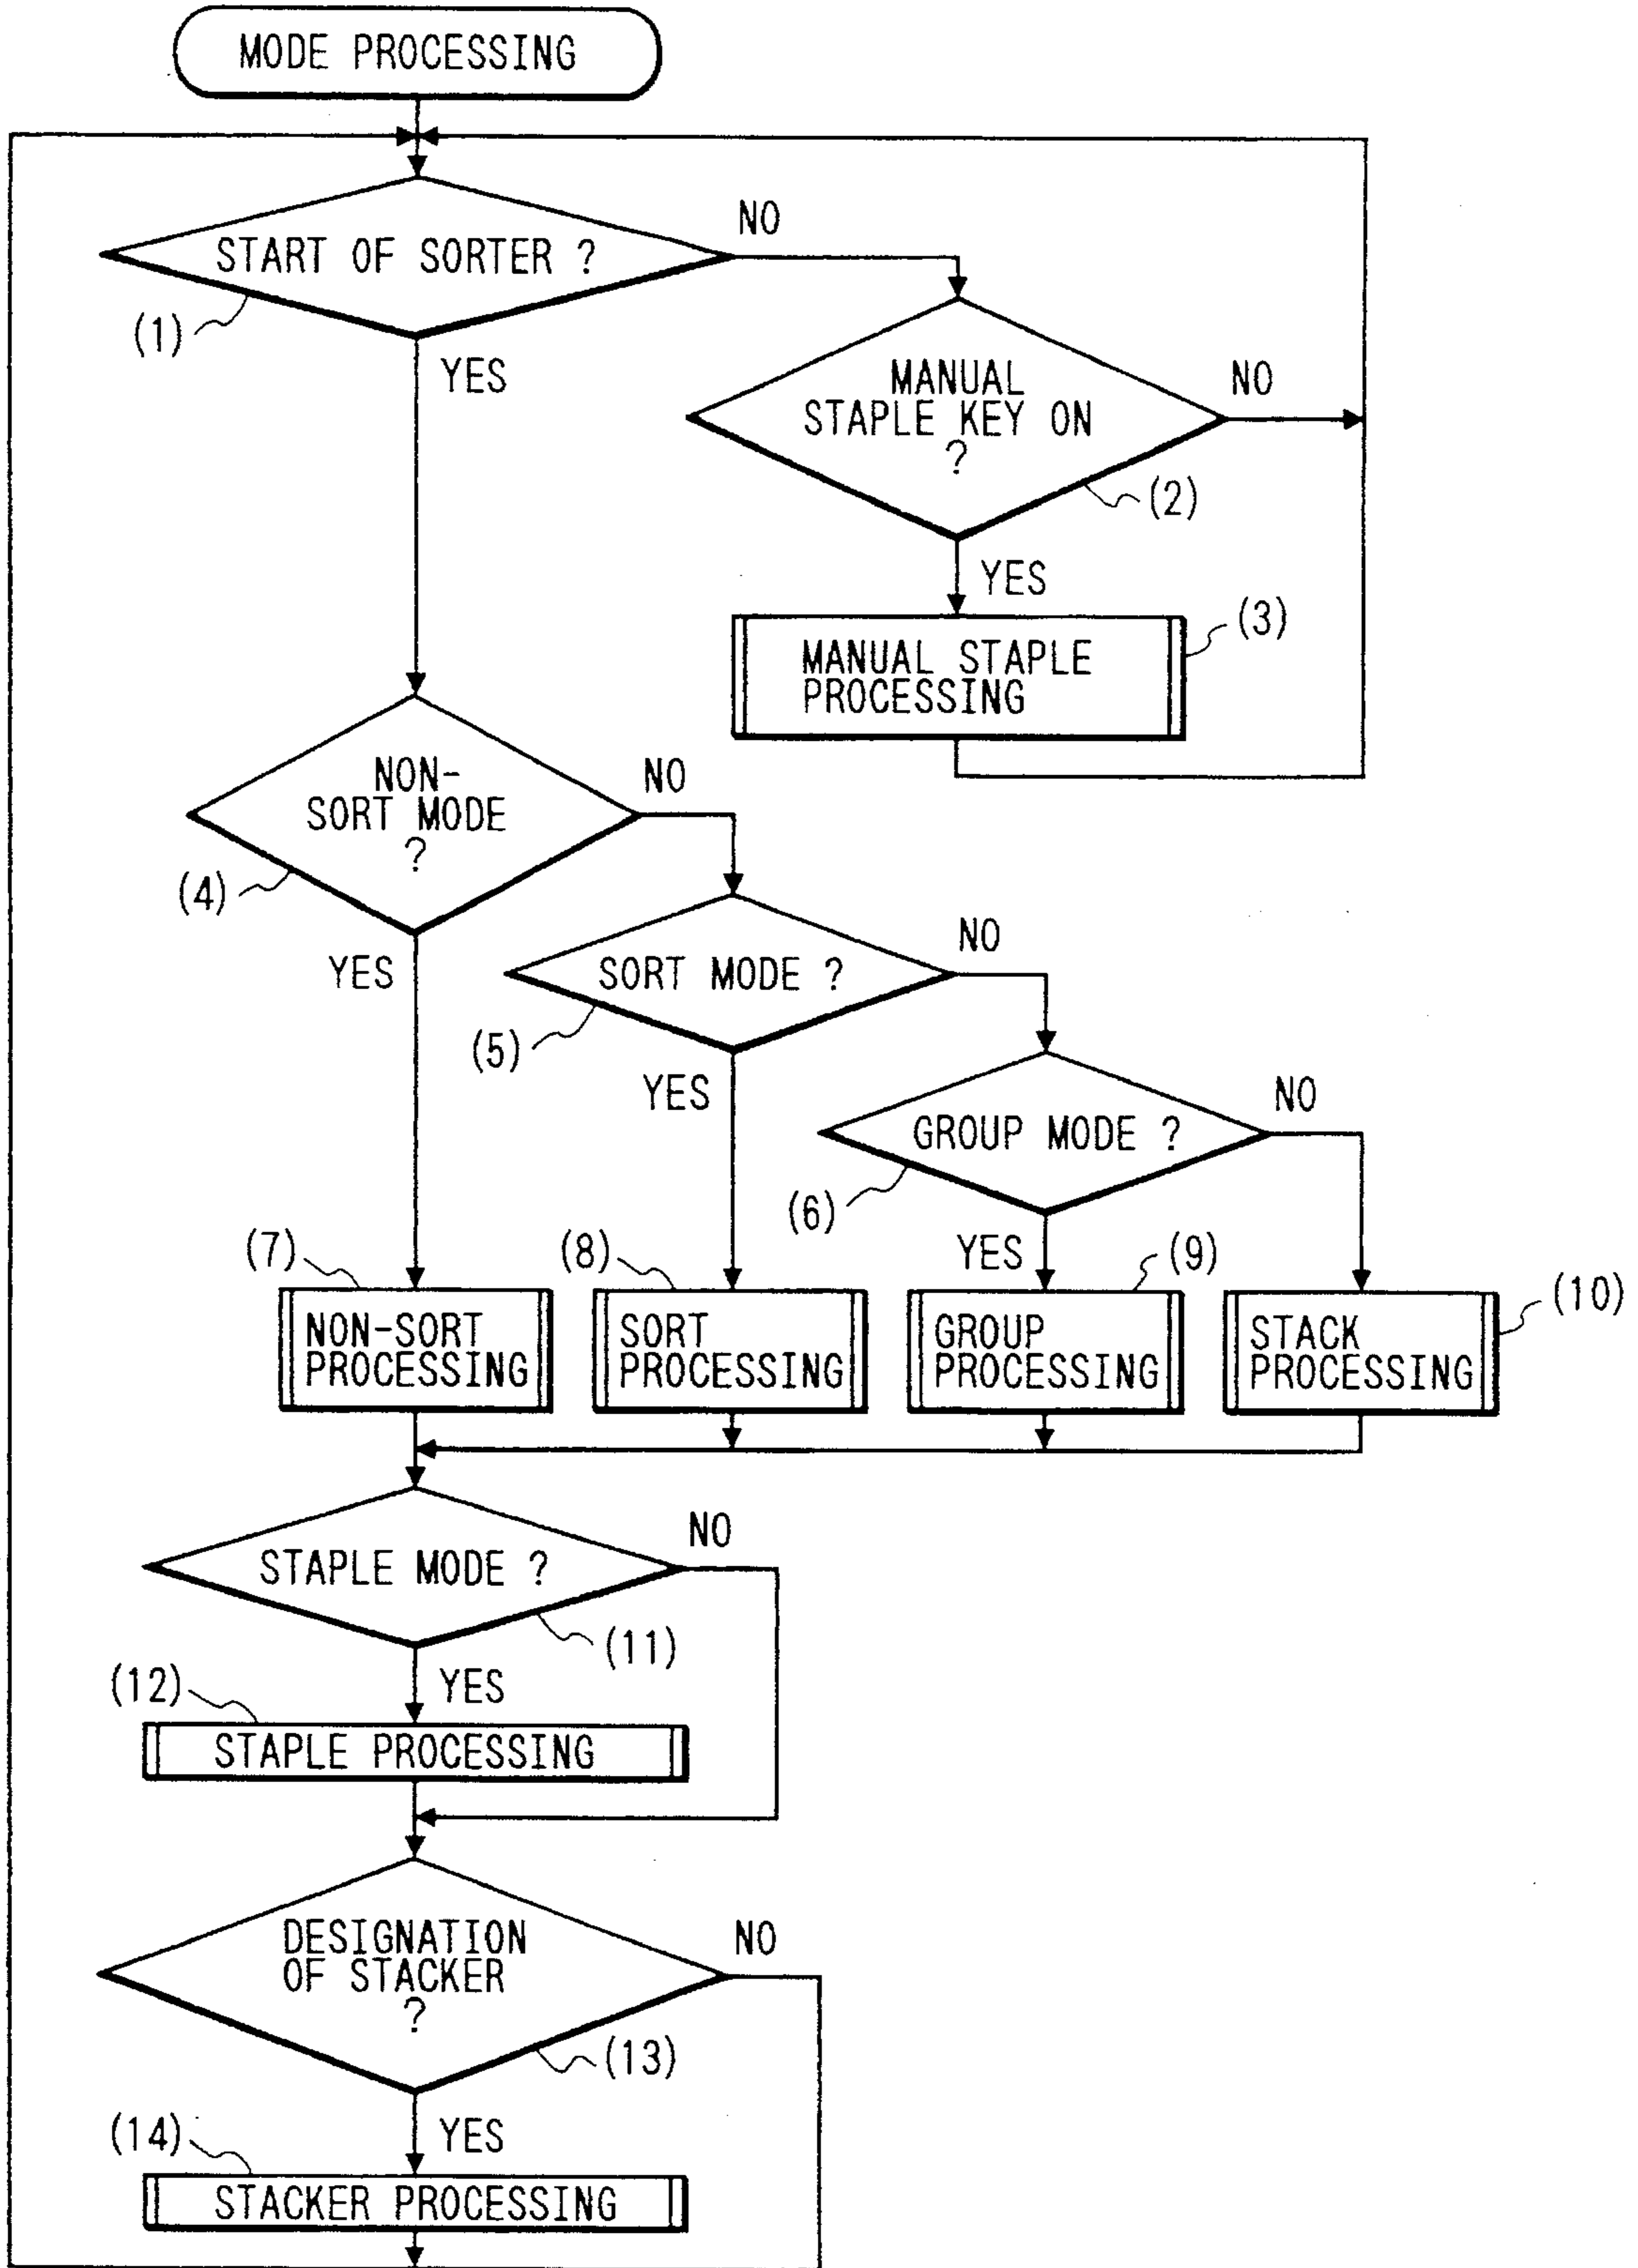 MODE PROCESSING
START OF SORTER ?
NO
(1)
YES
MANUAL
STAPLE KEY ON
?
NO
(2)
YES
MANUAL STAPLE
PROCESSING
(3)
NON-
SORT MODE
?
NO
(4)
YES
SORT MODE ?
NO
(5)
YES
GROUP MODE ?
NO
(6)
YES
(7)
NON-SORT
PROCESSING
(8)
SORT
PROCESSING
(9)
GROUP
PROCESSING
(10)
STACK
PROCESSING
STAPLE MODE ?
NO
(11)
YES
(12)
STAPLE PROCESSING
DESIGNATION
OF STACKER
?
NO
(13)
YES
(14)
STACKER PROCESSING